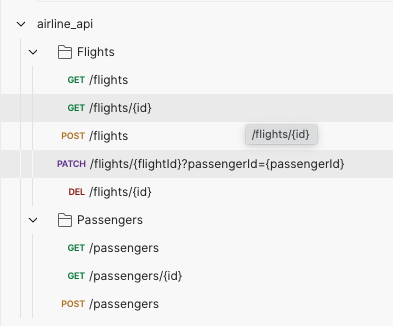 airline_api
Flights
GET /flights
GET /flights/{id}
POST /flights
/flights/{id}
PATCH /flights/{flightId}?passengerId={passengerId}
DEL /flights/{id}
Passengers
GET /passengers
GET /passengers/{id}
POST /passengers